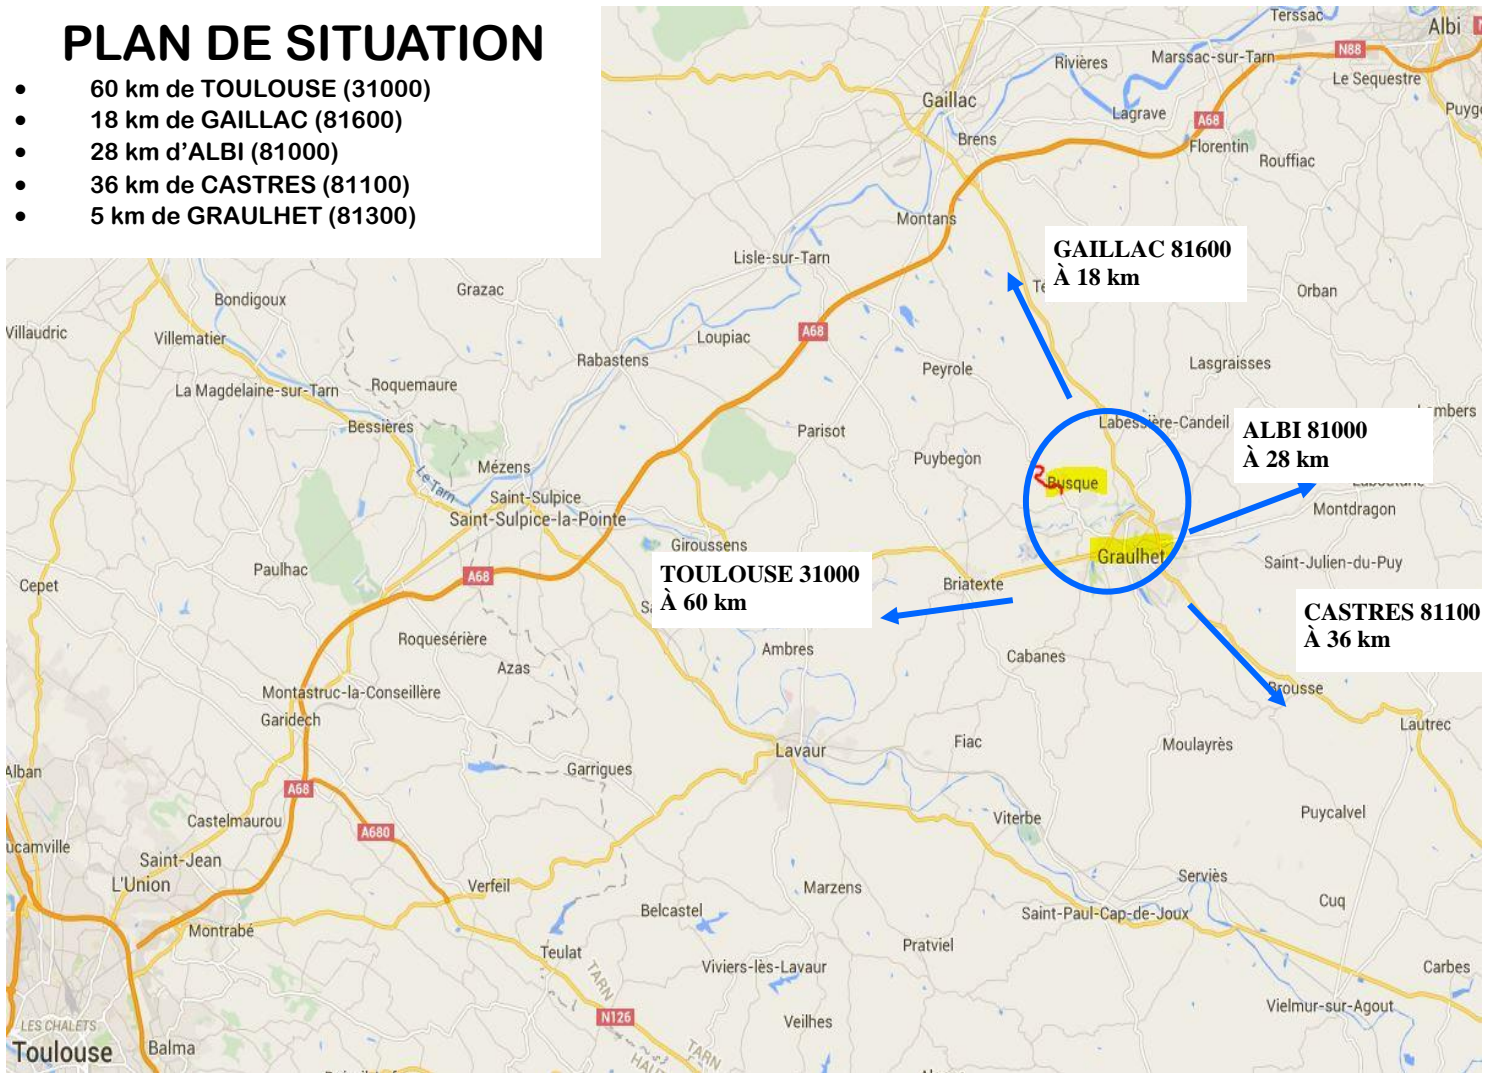 PLAN DE SITUATION
• 60 km de TOULOUSE (31000)
• 18 km de GAILLAC (81600)
• 28 km d’ALBI (81000)
• 36 km de CASTRES (81100)
• 5 km de GRAULHET (81300)
Terssac
Albi
N88
Rivières
Marssac-sur-Tarn
Le Sequestre
Gaillac
Lagrave
A68
Brens
Florentin
Rouffiac
Montans
GAILLAC 81600
À 18 km
Lisle-sur-Tarn
Grazac
Bondigoux
Orban
Villaudric
Villematier
Loupiac
A68
Rabastens
Peyrole
Lasgraisses
La Magdelaine-sur-Tarn
Roquemaure
Bessières
Parisot
Labessière-Candeil
ALBI 81000
À 28 km
Puybegon
Mézens
Le Tarn
Busque
Saint-Sulpice
Saint-Sulpice-la-Pointe
Montdragon
Giroussens
Graulhet
Saint-Julien-du-Puy
Paulhac
A68
TOULOUSE 31000
À 60 km
Briatexte
Cepet
CASTRES 81100
À 36 km
Roquesérière
Azas
Ambres
Cabanes
Montastruc-la-Conseillère
Garidech
Brousse
Lautrec
Lavaur
Fiac
Moulayrès
Garrigues
A68
Castelmaurou
A680
Viterbe
Puycalvel
Saint-Jean
L'Union
Verfeil
Marzens
Serviès
Cuq
Belcastel
Saint-Paul-Cap-de-Joux
Montrabé
Teulat
Pratviel
Viviers-lès-Lavaur
Carbes
TARN
N126
Veilhes
Vielmur-sur-Agout
LES CHALETS
Toulouse
Balma
TARN